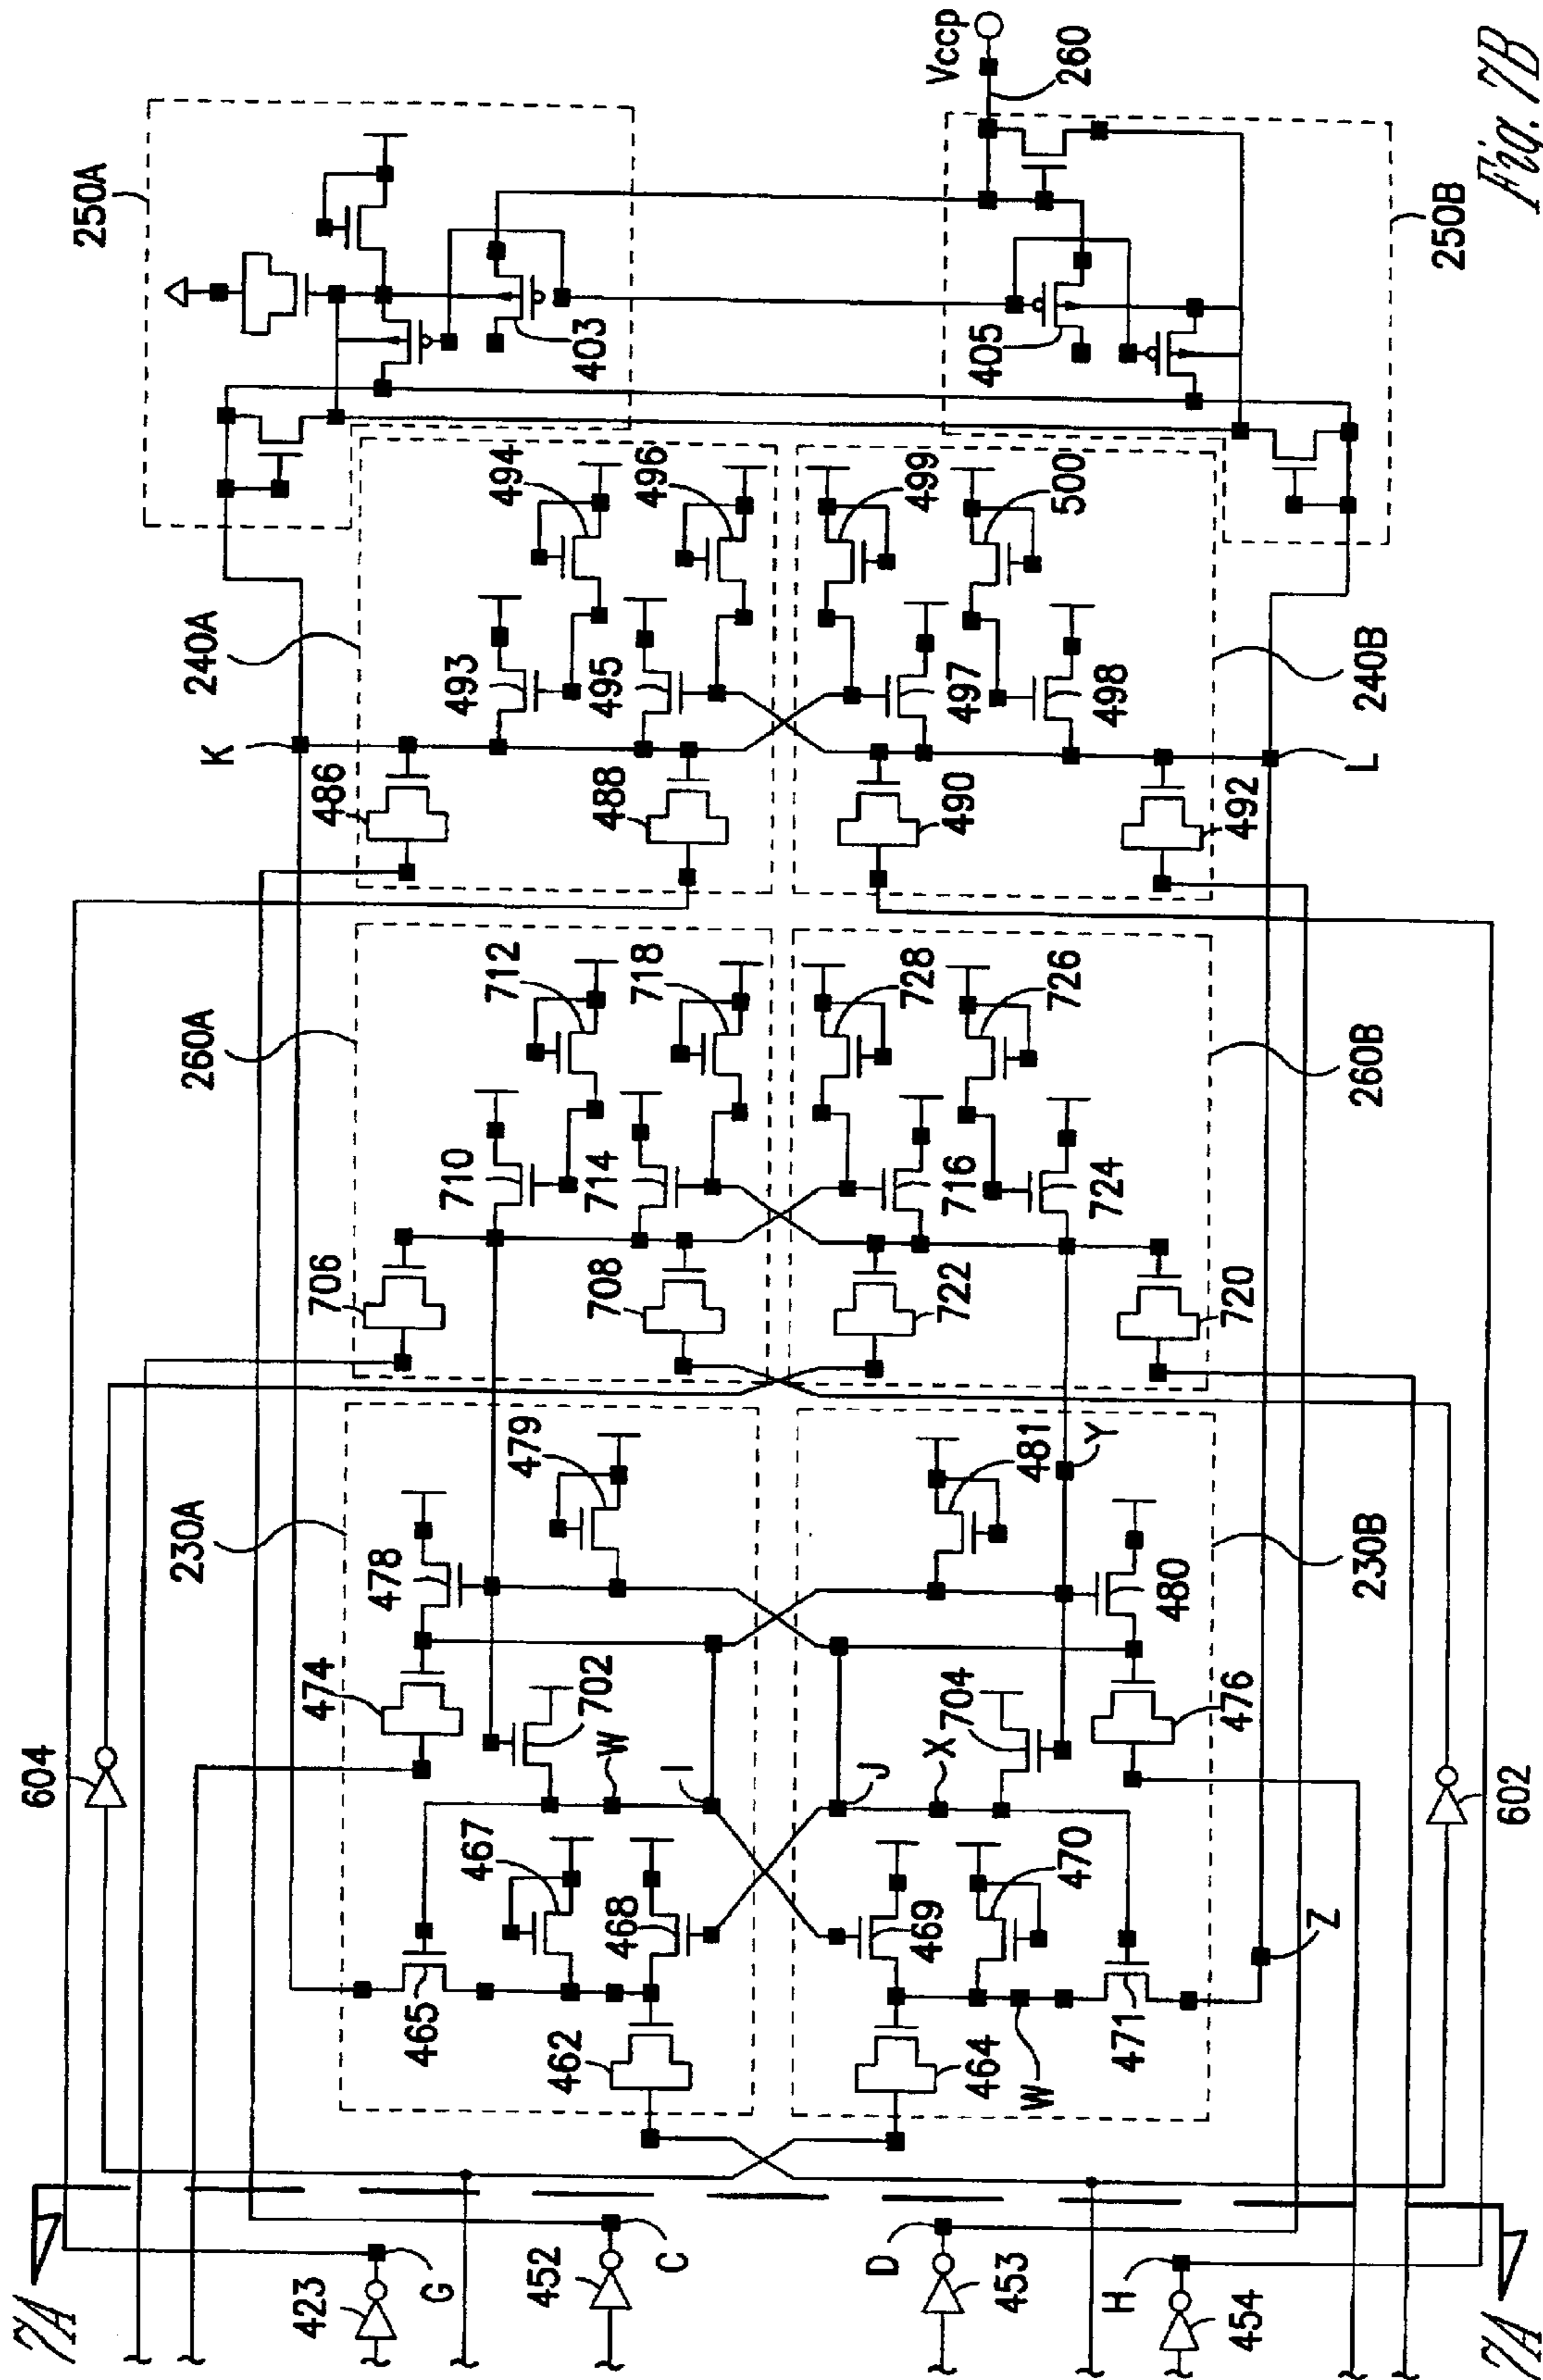 Fig. 7B
250A
Vccp
260
403
405
250B
240A
494
496
499
500
493
495
497
498
240B
K
486
488
490
492
L
260A
712
718
728
726
710
714
716
724
260B
706
708
722
720
230A
479
481
Y
478
480
230B
474
702
704
476
604
W
I
J
X
602
467
468
469
470
465
471
Z
462
464
W
7A
G
C
D
H
7A
423
452
453
454